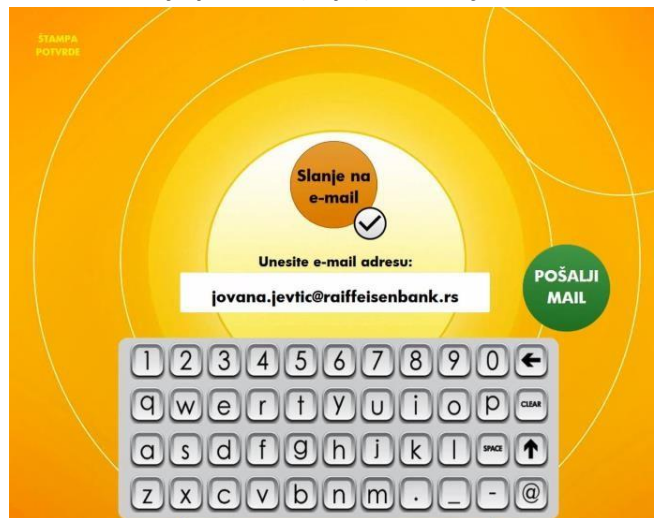 ŠTAMPA
POTVRDE
Slanje na
e-mail
Unesite e-mail adresu:
jovana.jevtic@raiffeisenbank.rs
POŠALJI
MAIL
1 2 3 4 5 6 7 8 9 0 ←
q w e r t y u i o p CLEAR
a s d f g h j k l SPACE ↑
z x c v b n m . _ - @